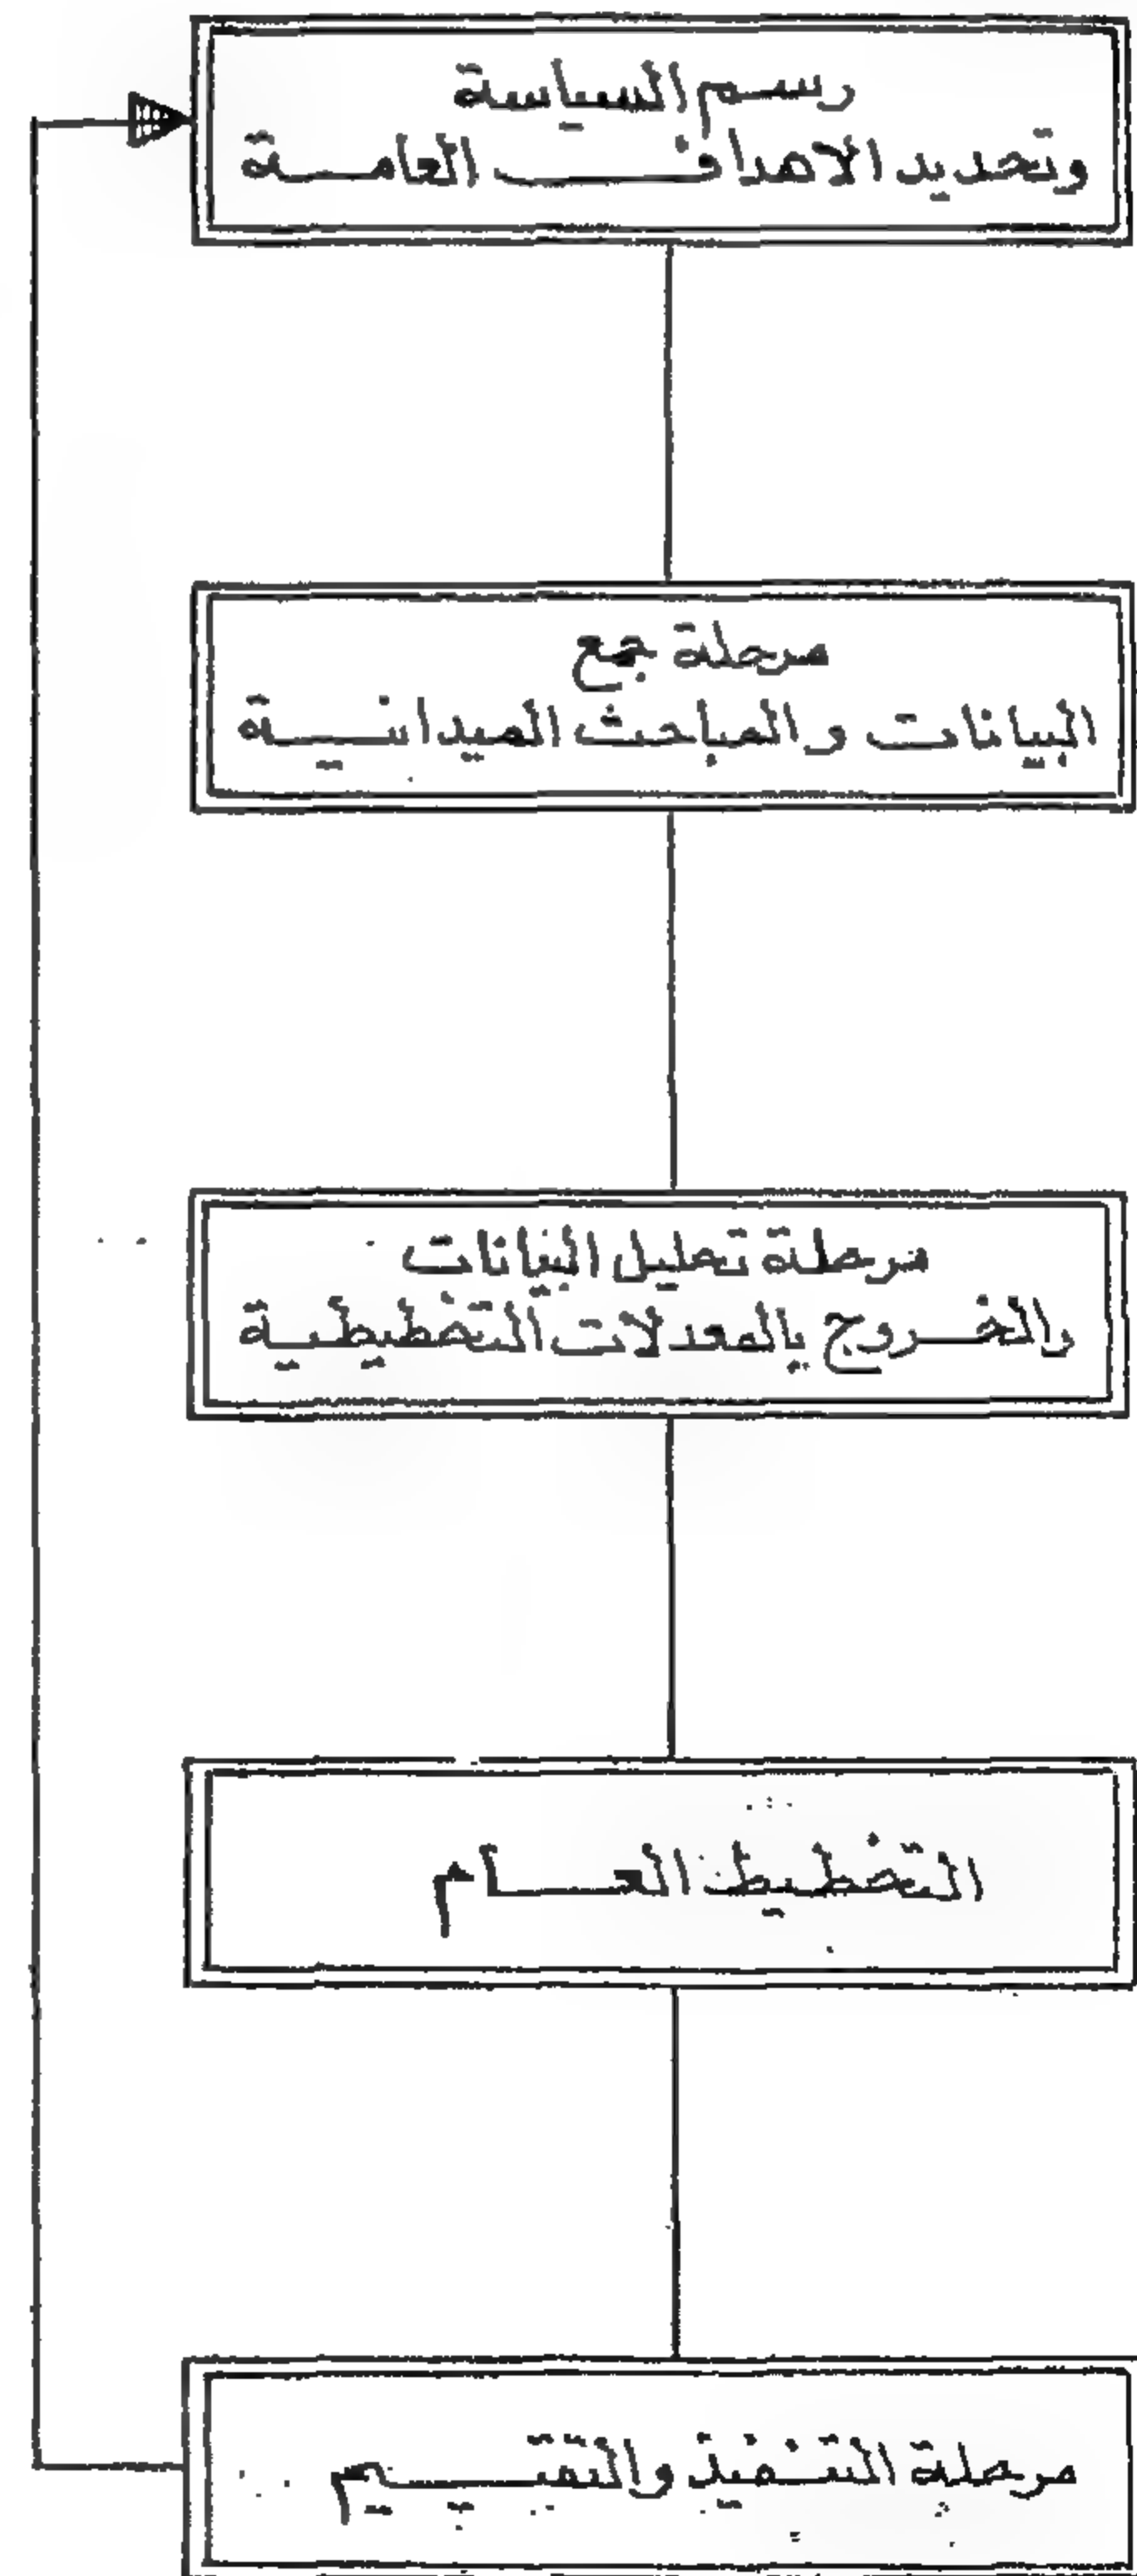 رسم السياسة
وتحديد الاهداف العامة
مرحلة جمع
البيانات والمباحث الميدانية
مرحلة تحليل البيانات
والخروج بالمعدلات التخطيطية
التخطيط العام
مرحلة التنفيذ والتقييم